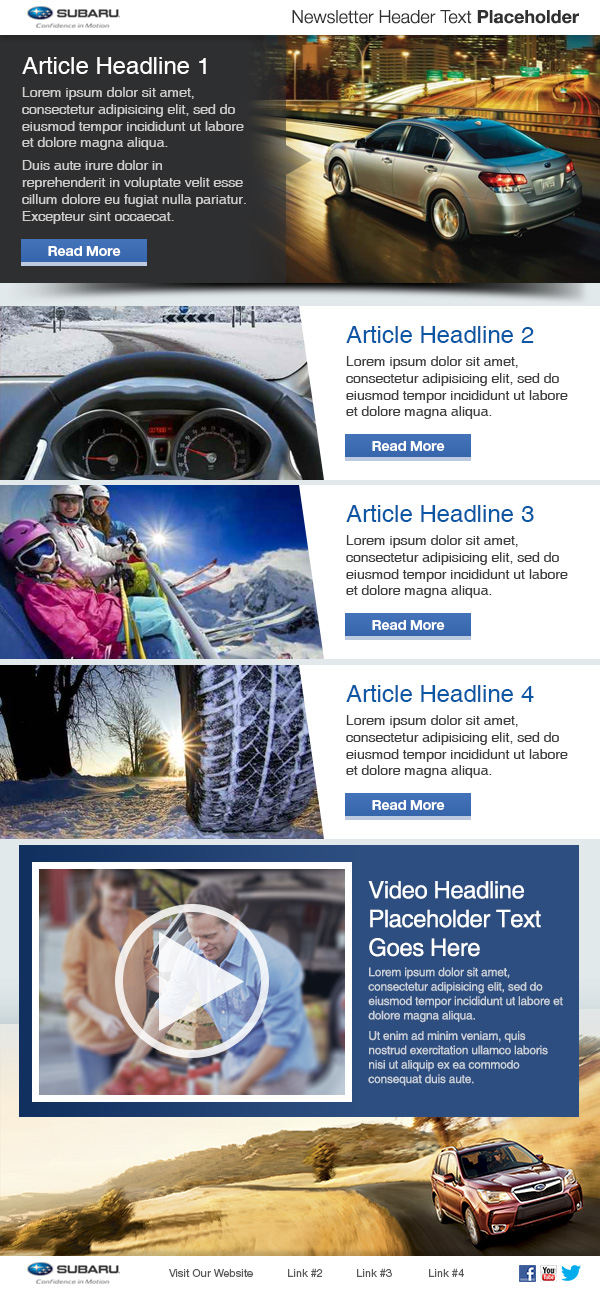 SUBARU
Confidence in Motion
Newsletter Header Text Placeholder
Article Headline 1
Lorem ipsum dolor sit amet,
consectetur adipisicing elit, sed do
eiusmod tempor incididunt ut labore
et dolore magna aliqua.
Duis aute irure dolor in
reprehenderit in voluptate velit esse
cillum dolore eu fugiat nulla pariatur.
Excepteur sint occaecat.
Read More
Article Headline 2
Lorem ipsum dolor sit amet,
consectetur adipisicing elit, sed do
eiusmod tempor incididunt ut labore
et dolore magna aliqua.
Read More
Article Headline 3
Lorem ipsum dolor sit amet,
consectetur adipisicing elit, sed do
eiusmod tempor incididunt ut labore
et dolore magna aliqua.
Read More
Article Headline 4
Lorem ipsum dolor sit amet,
consectetur adipisicing elit, sed do
eiusmod tempor incididunt ut labore
et dolore magna aliqua.
Read More
Video Headline
Placeholder Text
Goes Here
Lorem ipsum dolor sit amet,
consectetur adipisicing elit, sed do
eiusmod tempor incididunt ut labore et
dolore magna aliqua.
Ut enim ad minim veniam, quis
nostrud exercitation ullamco laboris
nisi ut aliquip ex ea commodo
consequat duis aute.
SUBARU
Confidence in Motion
Visit Our Website
Link #2
Link #3
Link #4
f
You
Tube